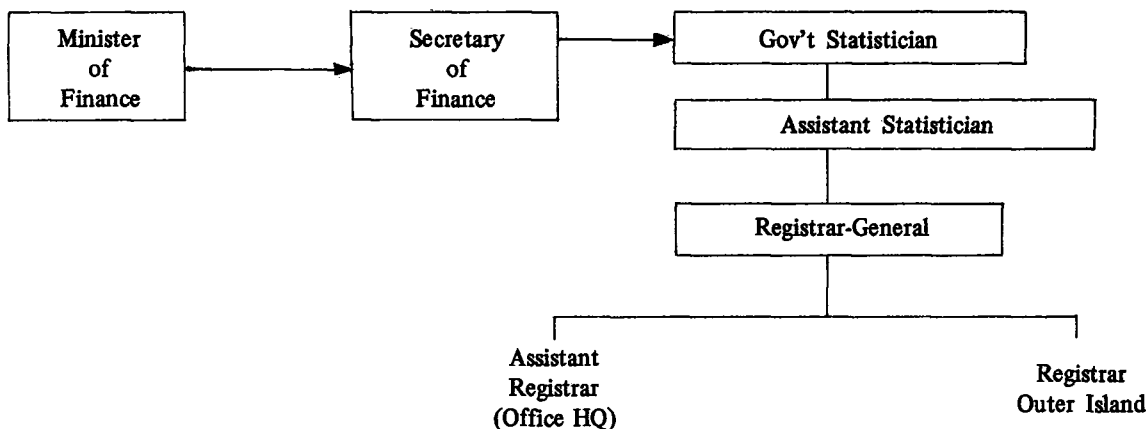 Minister
of
Finance
Secretary
of
Finance
Gov't Statistician
Assistant Statistician
Registrar-General
Assistant
Registrar
(Office HQ)
Registrar
Outer Island